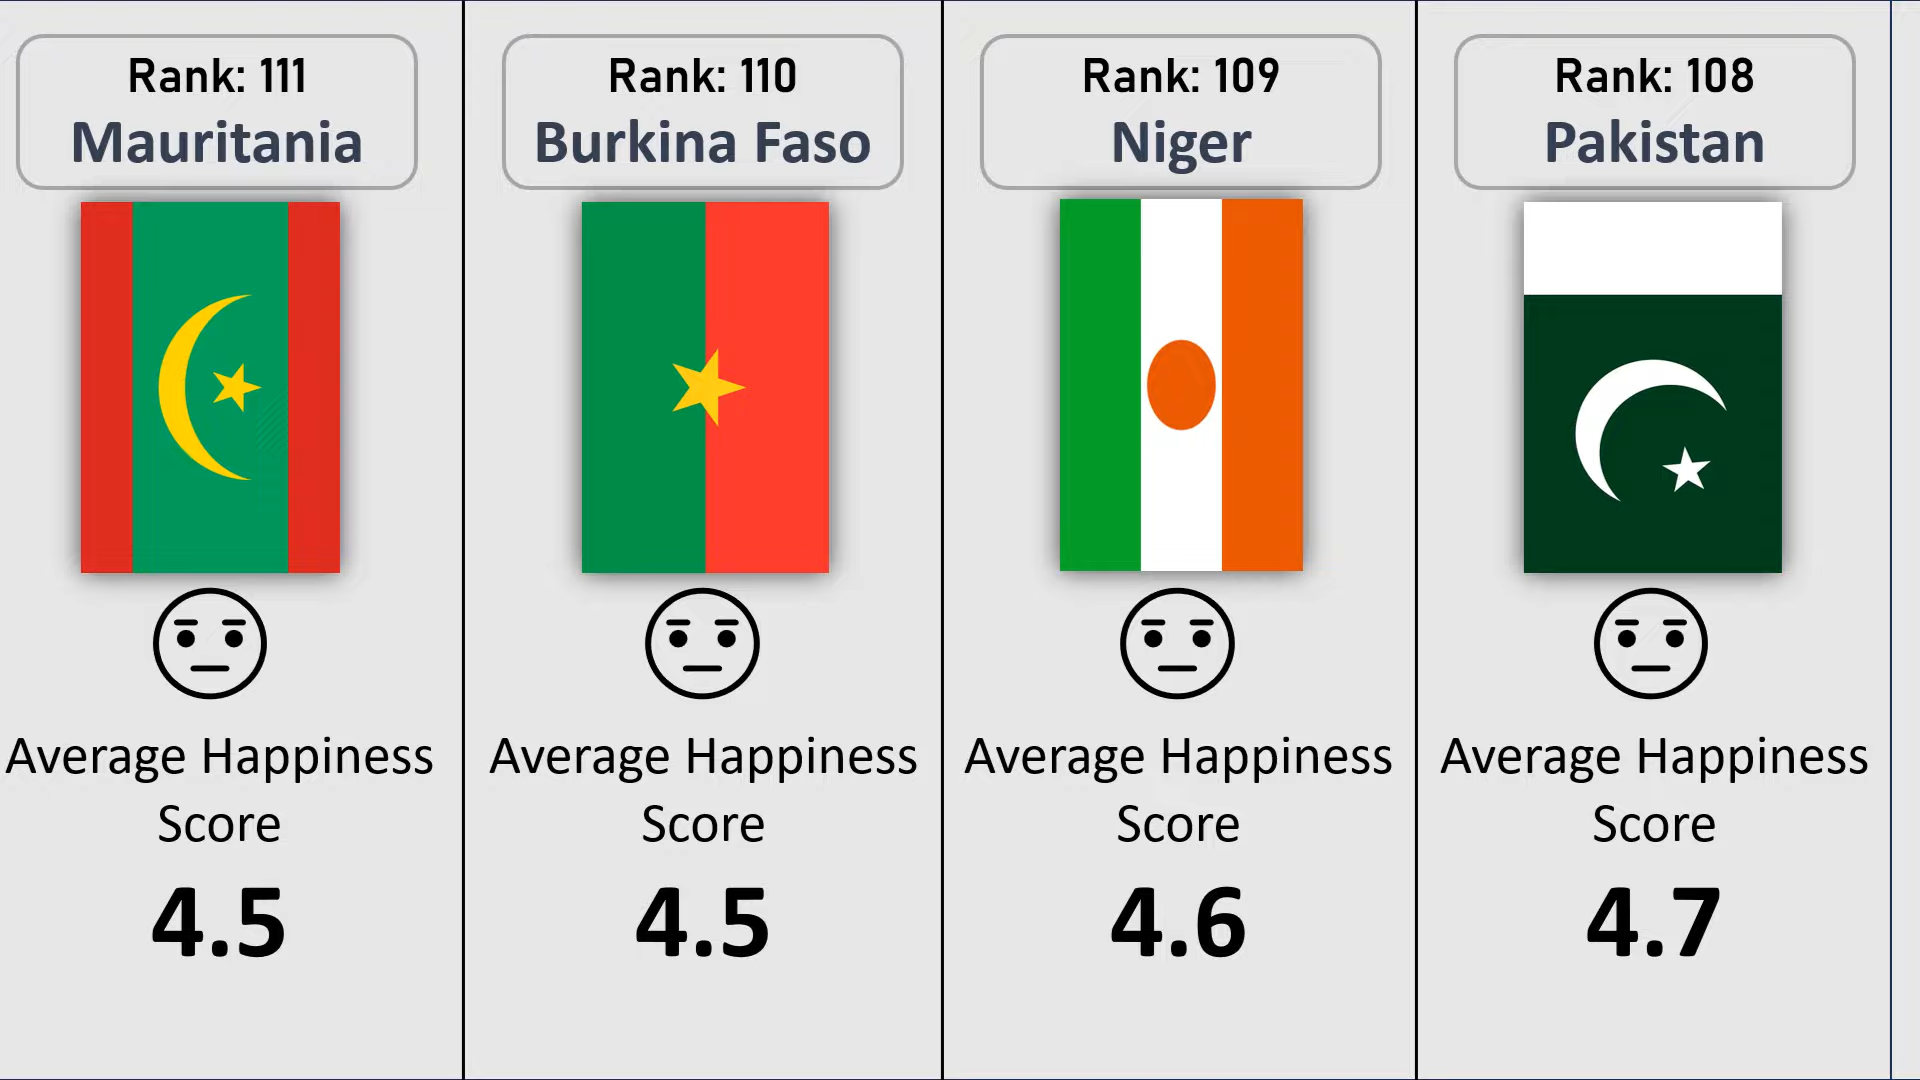 Rank: 111
Mauritania
Average Happiness
Score
4.5
Rank: 110
Burkina Faso
Average Happiness
Score
4.5
Rank: 109
Niger
Average Happiness
Score
4.6
Rank: 108
Pakistan
Average Happiness
Score
4.7